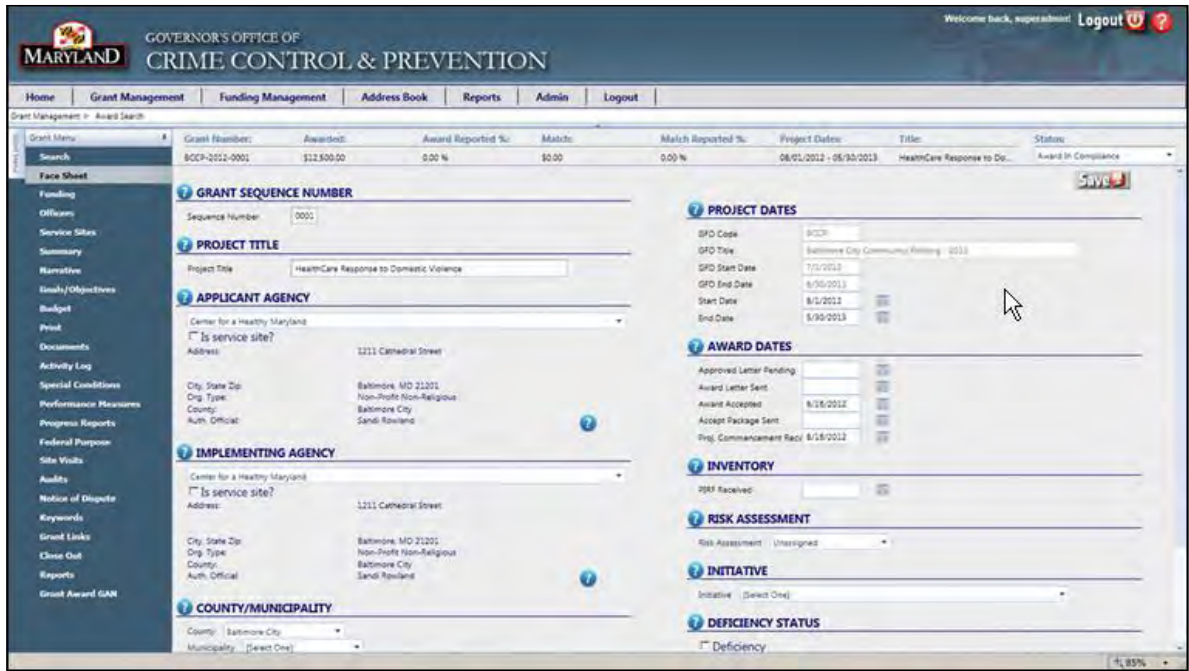 Welcome back, superadmin! Logout
MARYLAND
GOVERNOR'S OFFICE OF
CRIME CONTROL & PREVENTION
Home Grant Management Funding Management Address Book Reports Admin Logout
Grant Management > Award Search
Grant Menu
Search
Face Sheet
Funding
Officers
Service Sites
Summary
Narrative
Goals/Objectives
Budget
Print
Documents
Activity Log
Special Conditions
Performance Measures
Progress Reports
Federal Purpose
Site Visits
Audits
Notice of Dispute
Keywords
Grant Links
Close Out
Reports
Grant Award GAN
Grant Number: Awarded: Award Reported %: Match: Match Reported %: Project Dates: Title: Status:
BCCP-2012-0001 $12,500.00 0.00 % $0.00 0.00 % 08/01/2012 - 05/30/2013 HealthCare Response to Do... Award In Compliance
Save
GRANT SEQUENCE NUMBER
Sequence Number 0001
PROJECT TITLE
Project Title HealthCare Response to Domestic Violence
APPLICANT AGENCY
Center for a Healthy Maryland
Is service site?
Address: 1211 Cathedral Street
City, State Zip: Baltimore, MD 21201
Org. Type: Non-Profit Non-Religious
County: Baltimore City
Auth. Official: Sandi Rowland
IMPLEMENTING AGENCY
Center for a Healthy Maryland
Is service site?
Address: 1211 Cathedral Street
City, State Zip: Baltimore, MD 21201
Org. Type: Non-Profit Non-Religious
County: Baltimore City
Auth. Official: Sandi Rowland
COUNTY/MUNICIPALITY
County: Baltimore City
Municipality [Select One]
PROJECT DATES
GFO Code BCCP
GFO Title Baltimore City Community Policing - 2013
GFO Start Date 7/1/2012
GFO End Date 6/30/2013
Start Date 8/1/2012
End Date 5/30/2013
AWARD DATES
Approved Letter Pending
Award Letter Sent
Award Accepted 8/16/2012
Accept Package Sent
Proj. Commencement Recv 8/18/2012
INVENTORY
PIRF Received
RISK ASSESSMENT
Risk Assessment Unassigned
INITIATIVE
Initiative [Select One]
DEFICIENCY STATUS
Deficiency
85%